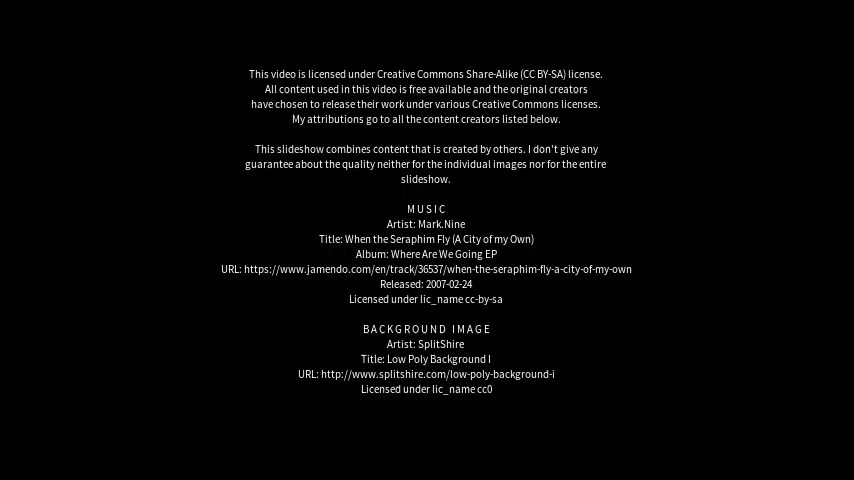 This video is licensed under Creative Commons Share-Alike (CC BY-SA) license.
All content used in this video is free available and the original creators
have chosen to release their work under various Creative Commons licenses.
My attributions go to all the content creators listed below.
This slideshow combines content that is created by others. I don't give any
guarantee about the quality neither for the individual images nor for the entire
slideshow.
MUSIC
Artist: Mark.Nine
Title: When the Seraphim Fly (A City of my Own)
Album: Where Are We Going EP
URL: https://www.jamendo.com/en/track/36537/when-the-seraphim-fly-a-city-of-my-own
Released: 2007-02-24
Licensed under lic_name cc-by-sa
BACKGROUND IMAGE
Artist: SplitShire
Title: Low Poly Background I
URL: http://www.splitshire.com/low-poly-background-i
Licensed under lic_name cc0